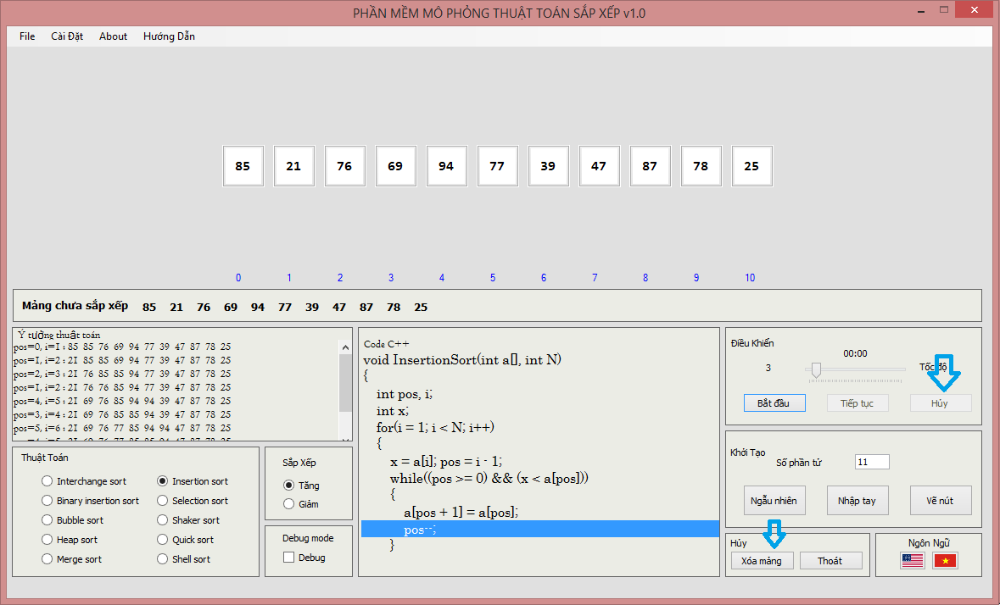 PHẦN MỀM MÔ PHỎNG THUẬT TOÁN SẮP XẾP v1.0
File Cài Đặt About Hướng Dẫn
85 21 76 69 94 77 39 47 87 78 25
0 1 2 3 4 5 6 7 8 9 10
Mảng chưa sắp xếp 85 21 76 69 94 77 39 47 87 78 25
Ý tưởng thuật toán
pos=0, i=1 : 85 85 76 69 94 77 39 47 87 78 25
pos=1, i=2 : 21 85 85 69 94 77 39 47 87 78 25
pos=2, i=3 : 21 76 85 85 94 77 39 47 87 78 25
pos=1, i=2 : 21 76 76 85 94 77 39 47 87 78 25
pos=4, i=5 : 21 69 76 85 94 94 39 47 87 78 25
pos=3, i=4 : 21 69 76 85 85 94 39 47 87 78 25
pos=5, i=6 : 21 69 76 77 85 94 94 47 87 78 25
Code C++
void InsertionSort(int a[], int N)
{
int pos, i;
int x;
for(i = 1; i < N; i++)
{
x = a[i]; pos = i - 1;
while((pos >= 0) && (x < a[pos]))
{
a[pos + 1] = a[pos];
pos--;
}
Điều Khiển
00:00
3
Tốc độ
Bắt đầu Tiếp tục Hủy
Thuật Toán
Interchange sort Insertion sort
Binary insertion sort Selection sort
Bubble sort Shaker sort
Heap sort Quick sort
Merge sort Shell sort
Sắp Xếp
Tăng
Giảm
Debug mode
Debug
Khởi Tạo
Số phần tử 11
Ngẫu nhiên Nhập tay Vẽ nút
Hủy
Xóa mảng Thoát
Ngôn Ngữ